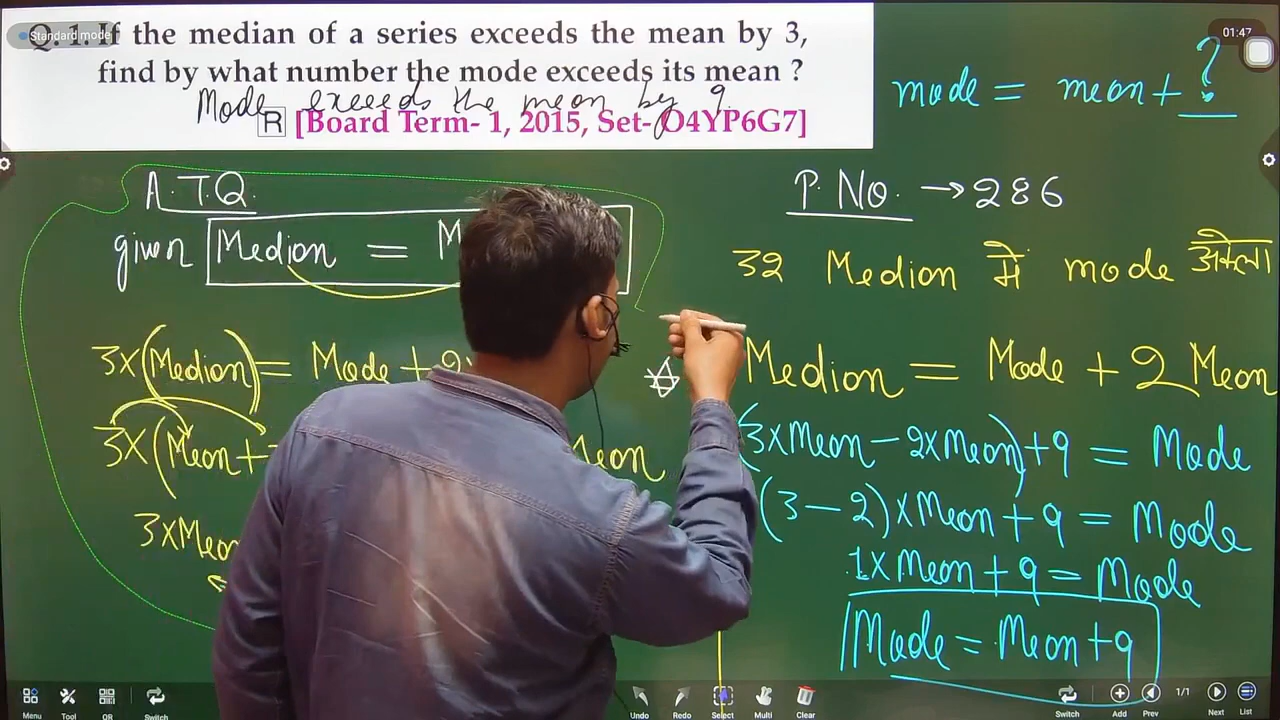 Standard mode
01:47
Q. 1. If the median of a series exceeds the mean by 3,
find by what number the mode exceeds its mean ?
Mode exceeds the mean by 9.
R [Board Term- 1, 2015, Set- O4YP6G7]
mode = mean + ?
A.T.Q.
given Median = M
3x(Median) = Mode + 2
3x(Mean +
Mean
3xMean
P. No. → 286
32 Median में mode अकेला
Median = Mode + 2 Mean
(3xMean - 2xMean) + 9 = Mode
(3 - 2)xMean + 9 = Mode
1xMean + 9 = Mode
Mode = Mean + 9
Menu Tool QR Switch Undo Redo Select Multi Clear Switch Add Prev 1/1 Next List